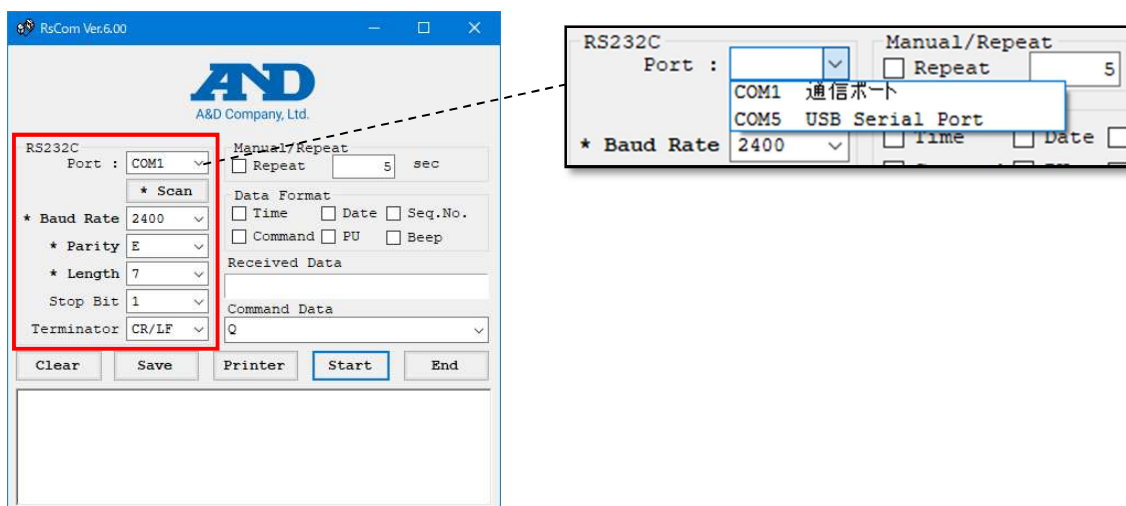 RsCom Ver.6.00
AND
A&D Company, Ltd.
RS232C
Port : COM1
* Scan
* Baud Rate 2400
* Parity E
* Length 7
Stop Bit 1
Terminator CR/LF
Manual/Repeat
Repeat 5 sec
Data Format
Time Date Seq.No.
Command PU Beep
Received Data
Command Data
Q
Clear Save Printer Start End
RS232C
Port :
Manual/Repeat
Repeat 5
COM1 通信ポート
COM5 USB Serial Port
* Baud Rate 2400
Time Date